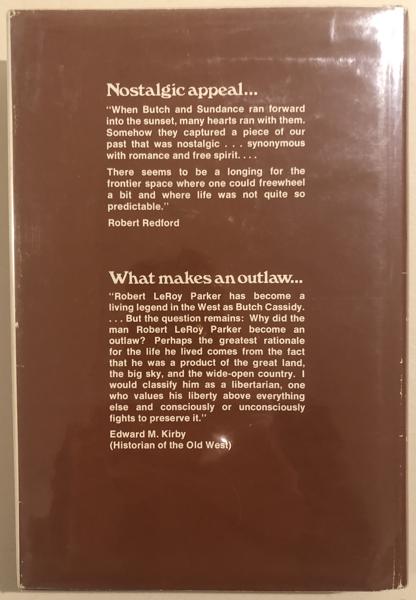 Nostalgic appeal...
"When Butch and Sundance ran forward
into the sunset, many hearts ran with them.
Somehow they captured a piece of our
past that was nostalgic . . . synonymous
with romance and free spirit. . . .
There seems to be a longing for the
frontier space where one could freewheel
a bit and where life was not quite so
predictable."
Robert Redford
What makes an outlaw...
"Robert LeRoy Parker has become a
living legend in the West as Butch Cassidy.
. . . But the question remains: Why did the
man Robert LeRoy Parker become an
outlaw? Perhaps the greatest rationale
for the life he lived comes from the fact
that he was a product of the great land,
the big sky, and the wide-open country. I
would classify him as a libertarian, one
who values his liberty above everything
else and consciously or unconsciously
fights to preserve it."
Edward M. Kirby
(Historian of the Old West)